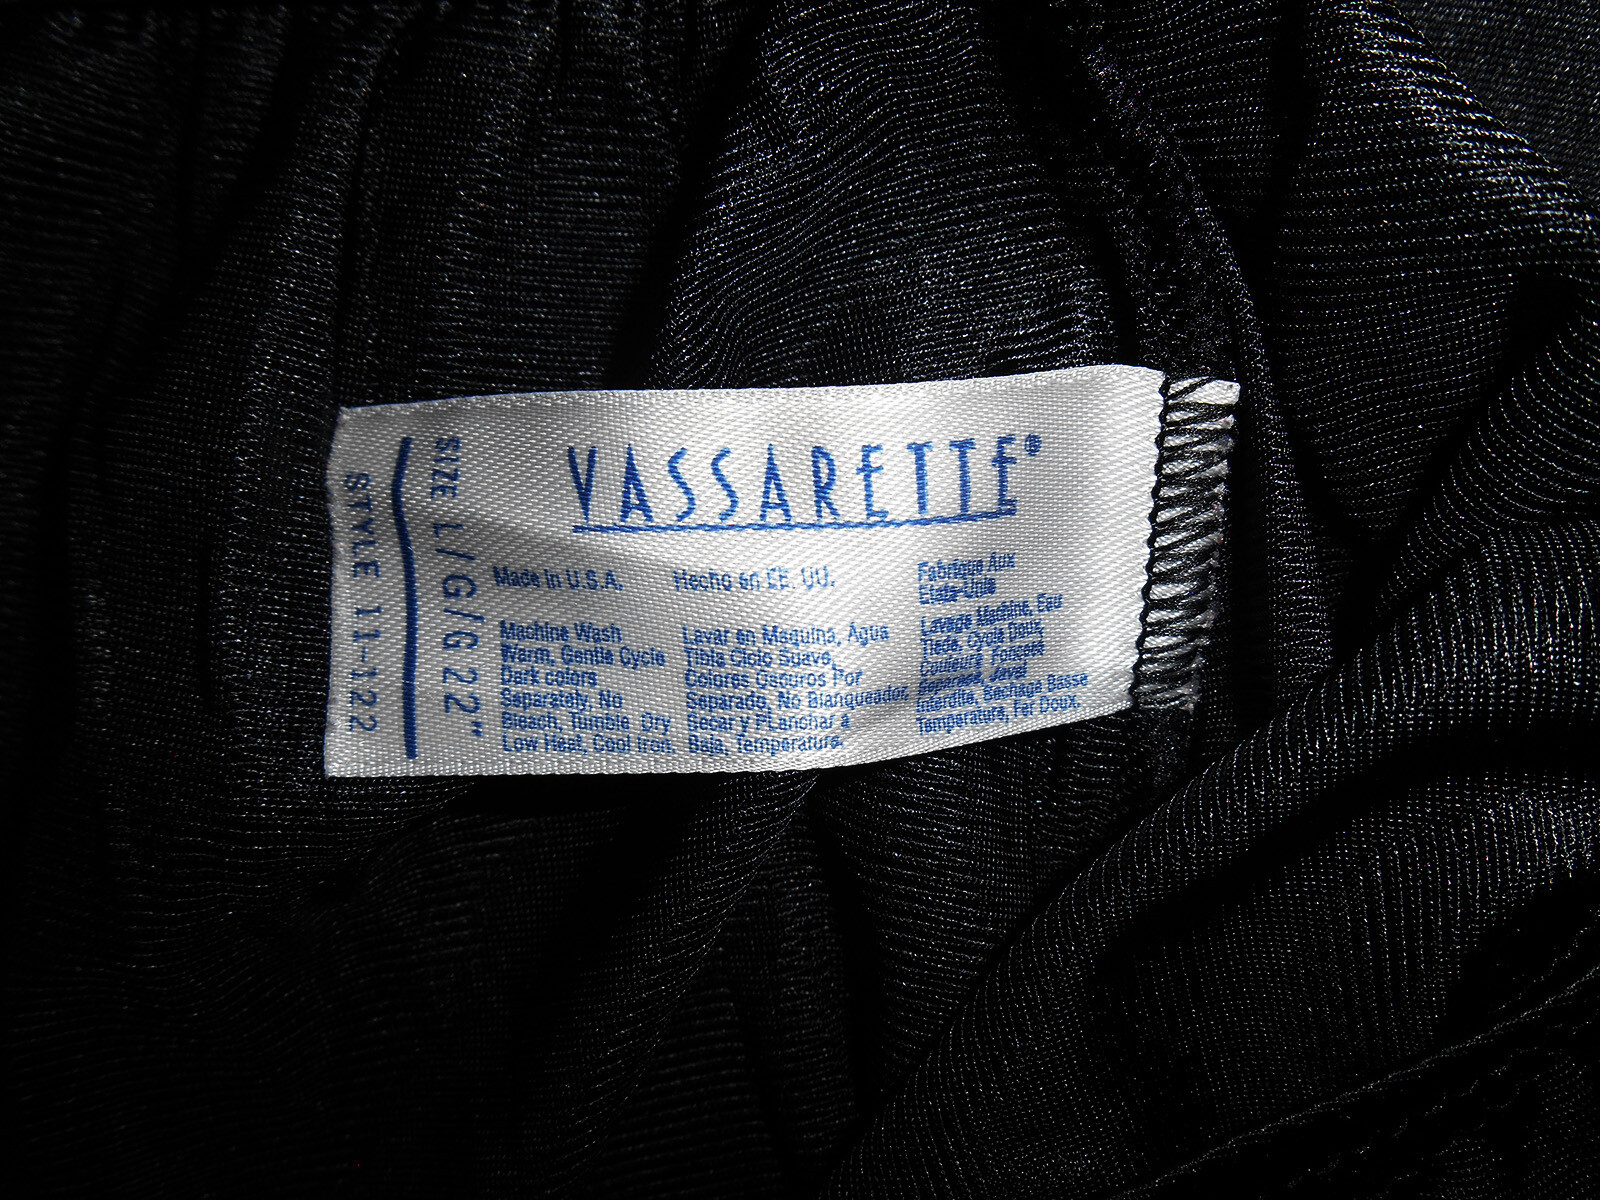 VASSARETTE®
Made in U.S.A.
Machine Wash
Warm, Gentle Cycle
Dark colors
Separately, No
Bleach, Tumble Dry
Low Heat, Cool Iron.
Hecho en EE. UU.
Lavar en Maquina, Agua
Tibia Ciclo Suave,
Colores Oscuros Por
Separado, No Blanqueador,
Secar y PLanchar a
Baja, Temperatura.
Fabrique Aux
Etats-Unis
Lavage Machine, Eau
Tiede, Cycle Doux
Couleurs Foncees
Separees, Javel
Interdite, Sechage Basse
Temperature, Fer Doux.
SIZE L/G/G 22"
STYLE 11-122